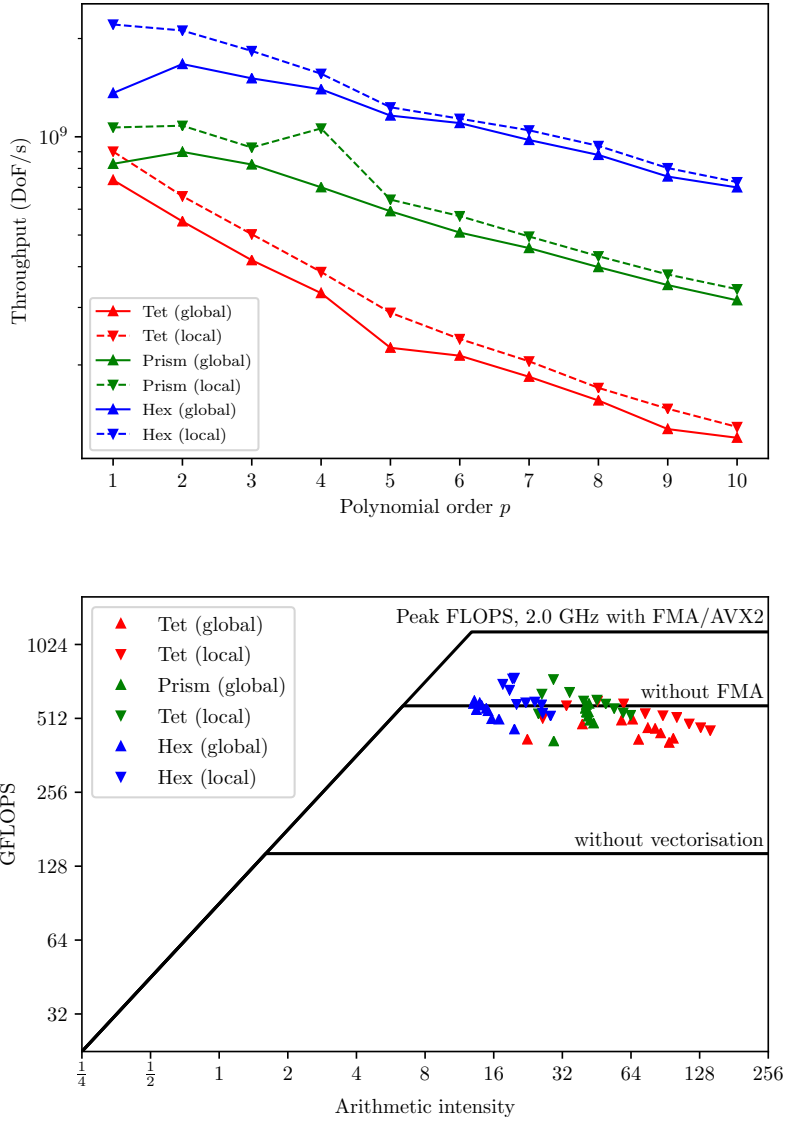 Throughput (DoF/s)
10⁹
Tet (global)
Tet (local)
Prism (global)
Prism (local)
Hex (global)
Hex (local)
1 2 3 4 5 6 7 8 9 10
Polynomial order p
Peak FLOPS, 2.0 GHz with FMA/AVX2
without FMA
without vectorisation
Tet (global)
Tet (local)
Prism (global)
Tet (local)
Hex (global)
Hex (local)
GFLOPS
1024
512
256
128
64
32
1/4 1/2 1 2 4 8 16 32 64 128 256
Arithmetic intensity